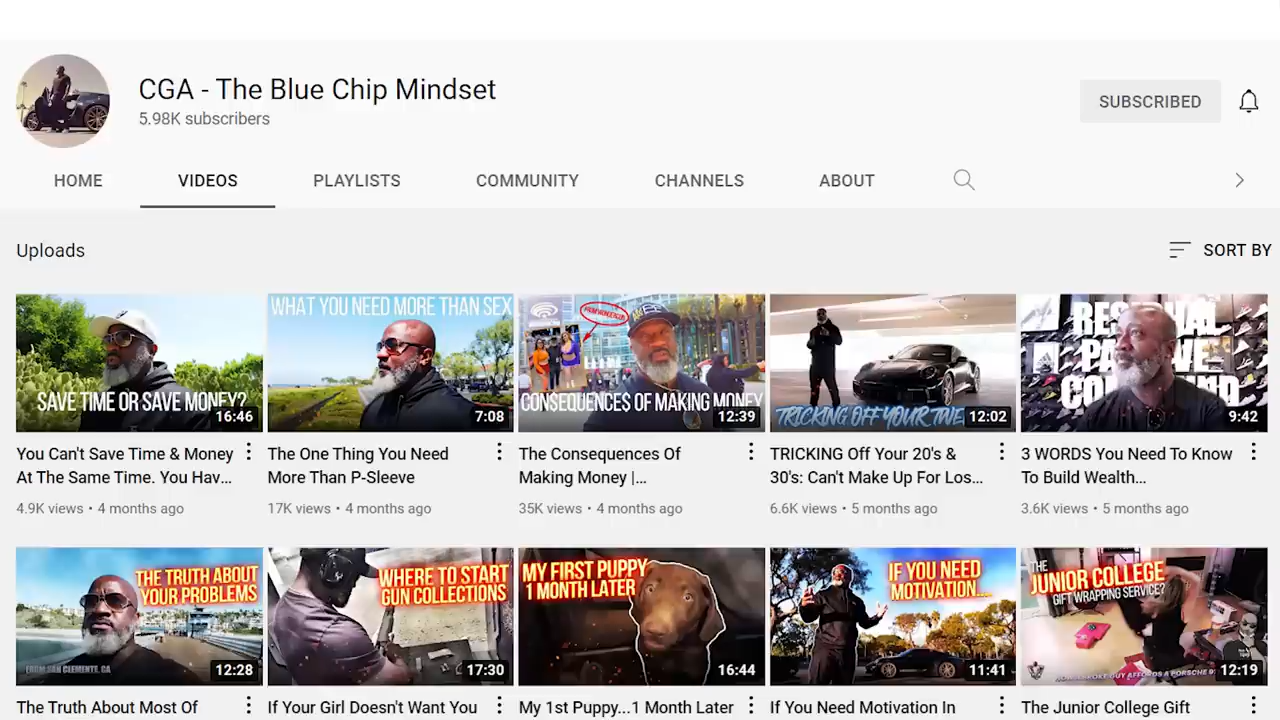 CGA - The Blue Chip Mindset
5.98K subscribers
SUBSCRIBED
HOME
VIDEOS
PLAYLISTS
COMMUNITY
CHANNELS
ABOUT
Uploads
SORT BY
SAVE TIME OR SAVE MONEY?
16:46
WHAT YOU NEED MORE THAN SEX
7:08
CONSEQUENCES OF MAKING MONEY
12:39
TRICKING OFF YOUR TWE
12:02
9:42
You Can't Save Time & Money
At The Same Time. You Hav...
4.9K views • 4 months ago
The One Thing You Need
More Than P-Sleeve
17K views • 4 months ago
The Consequences Of
Making Money |...
35K views • 4 months ago
TRICKING Off Your 20's &
30's: Can't Make Up For Los...
6.6K views • 5 months ago
3 WORDS You Need To Know
To Build Wealth...
3.6K views • 5 months ago
THE TRUTH ABOUT
YOUR PROBLEMS
FROM SAN CLEMENTE, CA
12:28
WHERE TO START
GUN COLLECTIONS
17:30
MY FIRST PUPPY
1 MONTH LATER
16:44
IF YOU NEED
MOTIVATION...
11:41
THE
JUNIOR COLLEGE
GIFT WRAPPING SERVICE?
12:19
The Truth About Most Of
If Your Girl Doesn't Want You
My 1st Puppy...1 Month Later
If You Need Motivation In
The Junior College Gift